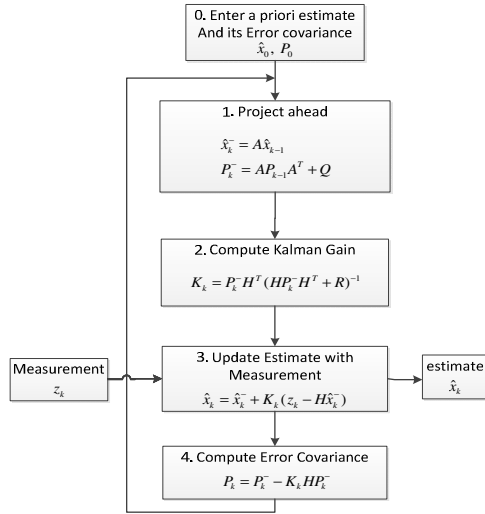 0. Enter a priori estimate
And its Error covariance
x̂₀, P₀
1. Project ahead
x̂ₖ⁻ = Ax̂ₖ₋₁
Pₖ⁻ = APₖ₋₁Aᵀ + Q
2. Compute Kalman Gain
Kₖ = Pₖ⁻Hᵀ(HPₖ⁻Hᵀ + R)⁻¹
Measurement
zₖ
3. Update Estimate with
Measurement
x̂ₖ = x̂ₖ⁻ + Kₖ(zₖ − Hx̂ₖ⁻)
estimate
x̂ₖ
4. Compute Error Covariance
Pₖ = Pₖ⁻ − KₖHPₖ⁻